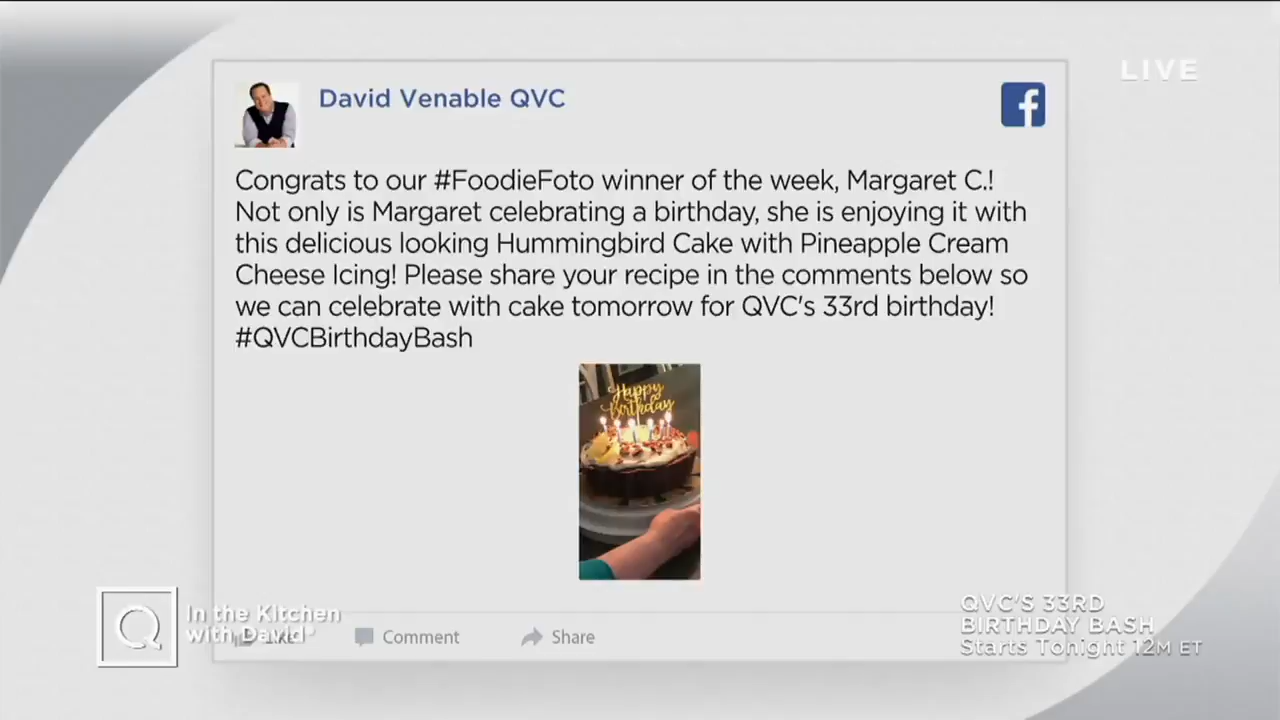 LIVE
David Venable QVC
Congrats to our #FoodieFoto winner of the week, Margaret C.!
Not only is Margaret celebrating a birthday, she is enjoying it with
this delicious looking Hummingbird Cake with Pineapple Cream
Cheese Icing! Please share your recipe in the comments below so
we can celebrate with cake tomorrow for QVC's 33rd birthday!
#QVCBirthdayBash
Happy
Birthday
Q
In the Kitchen
with David®
Comment
Share
QVC'S 33RD
BIRTHDAY BASH
Starts Tonight 12M ET